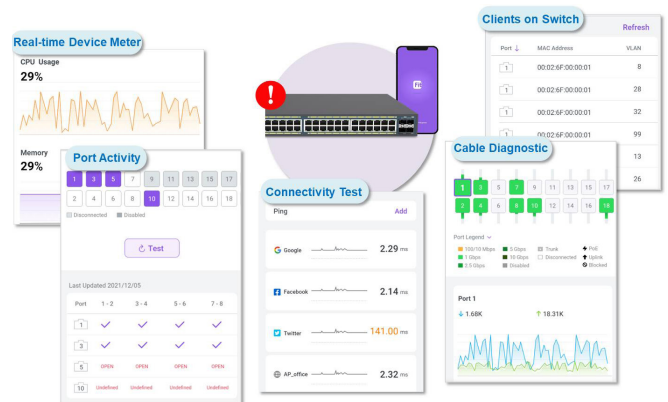 Real-time Device Meter
CPU Usage
29%
Memory
29%
Port Activity
1 3 5 7 9 11 13 15 17
2 4 6 8 10 12 14 16 18
Disconnected Disabled
Test
Last Updated 2021/12/05
Port 1 - 2 3 - 4 5 - 6 7 - 8
1
3
5 OPEN OPEN OPEN OPEN
10 Undefined Undefined Undefined Undefined
!
Fit
Connectivity Test
Ping Add
Google 2.29 ms
Facebook 2.14 ms
Twitter 141.00 ms
AP_office 2.32 ms
Clients on Switch
Refresh
Port ↓ MAC Address VLAN
1 00:02:6F:00:00:01 8
1 00:02:6F:00:00:01 28
1 00:02:6F:00:00:01 32
1 00:02:6F:00:00:01 99
13
26
Cable Diagnostic
1 3 5 7 9 11 13 15 17
2 4 6 8 10 12 14 16 18
Port Legend
100/10 Mbps 5 Gbps Trunk PoE
1 Gbps 10 Gbps Disconnected Uplink
2.5 Gbps Disabled Blocked
Port 1
↓ 1.68K ↑ 18.31K